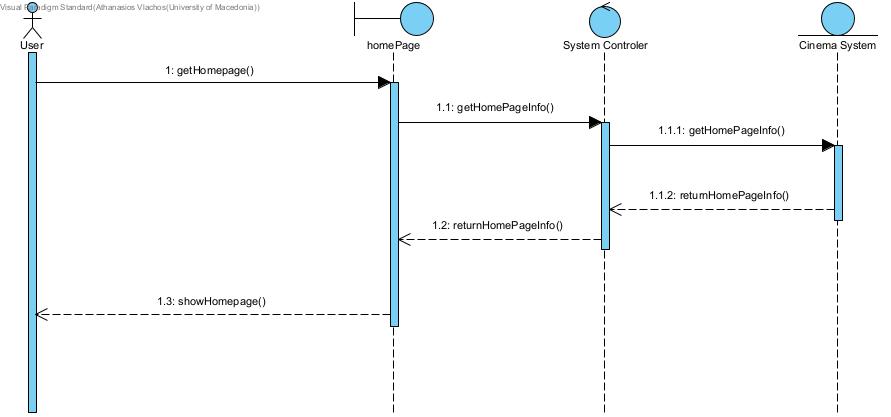 Visual Paradigm Standard(Athanasios Vlachos(University of Macedonia))
User
homePage
System Controler
Cinema System
1: getHomepage()
1.1: getHomePageInfo()
1.1.1: getHomePageInfo()
1.1.2: returnHomePageInfo()
1.2: returnHomePageInfo()
1.3: showHomepage()